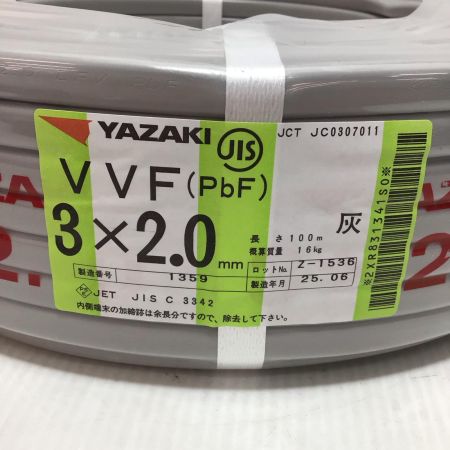 YAZAKI
JIS
JCT JC0307011
VVF(PbF)
3×2.0mm
灰
長さ 100m
概算質量 16kg
製造番号 1359
ロットNo. Z-1536
製造年月 25.06
JET JIS C 3342
内側端末の加締跡は余長分ですので、除去して下さい。
※2XR831341S0※
2.
2